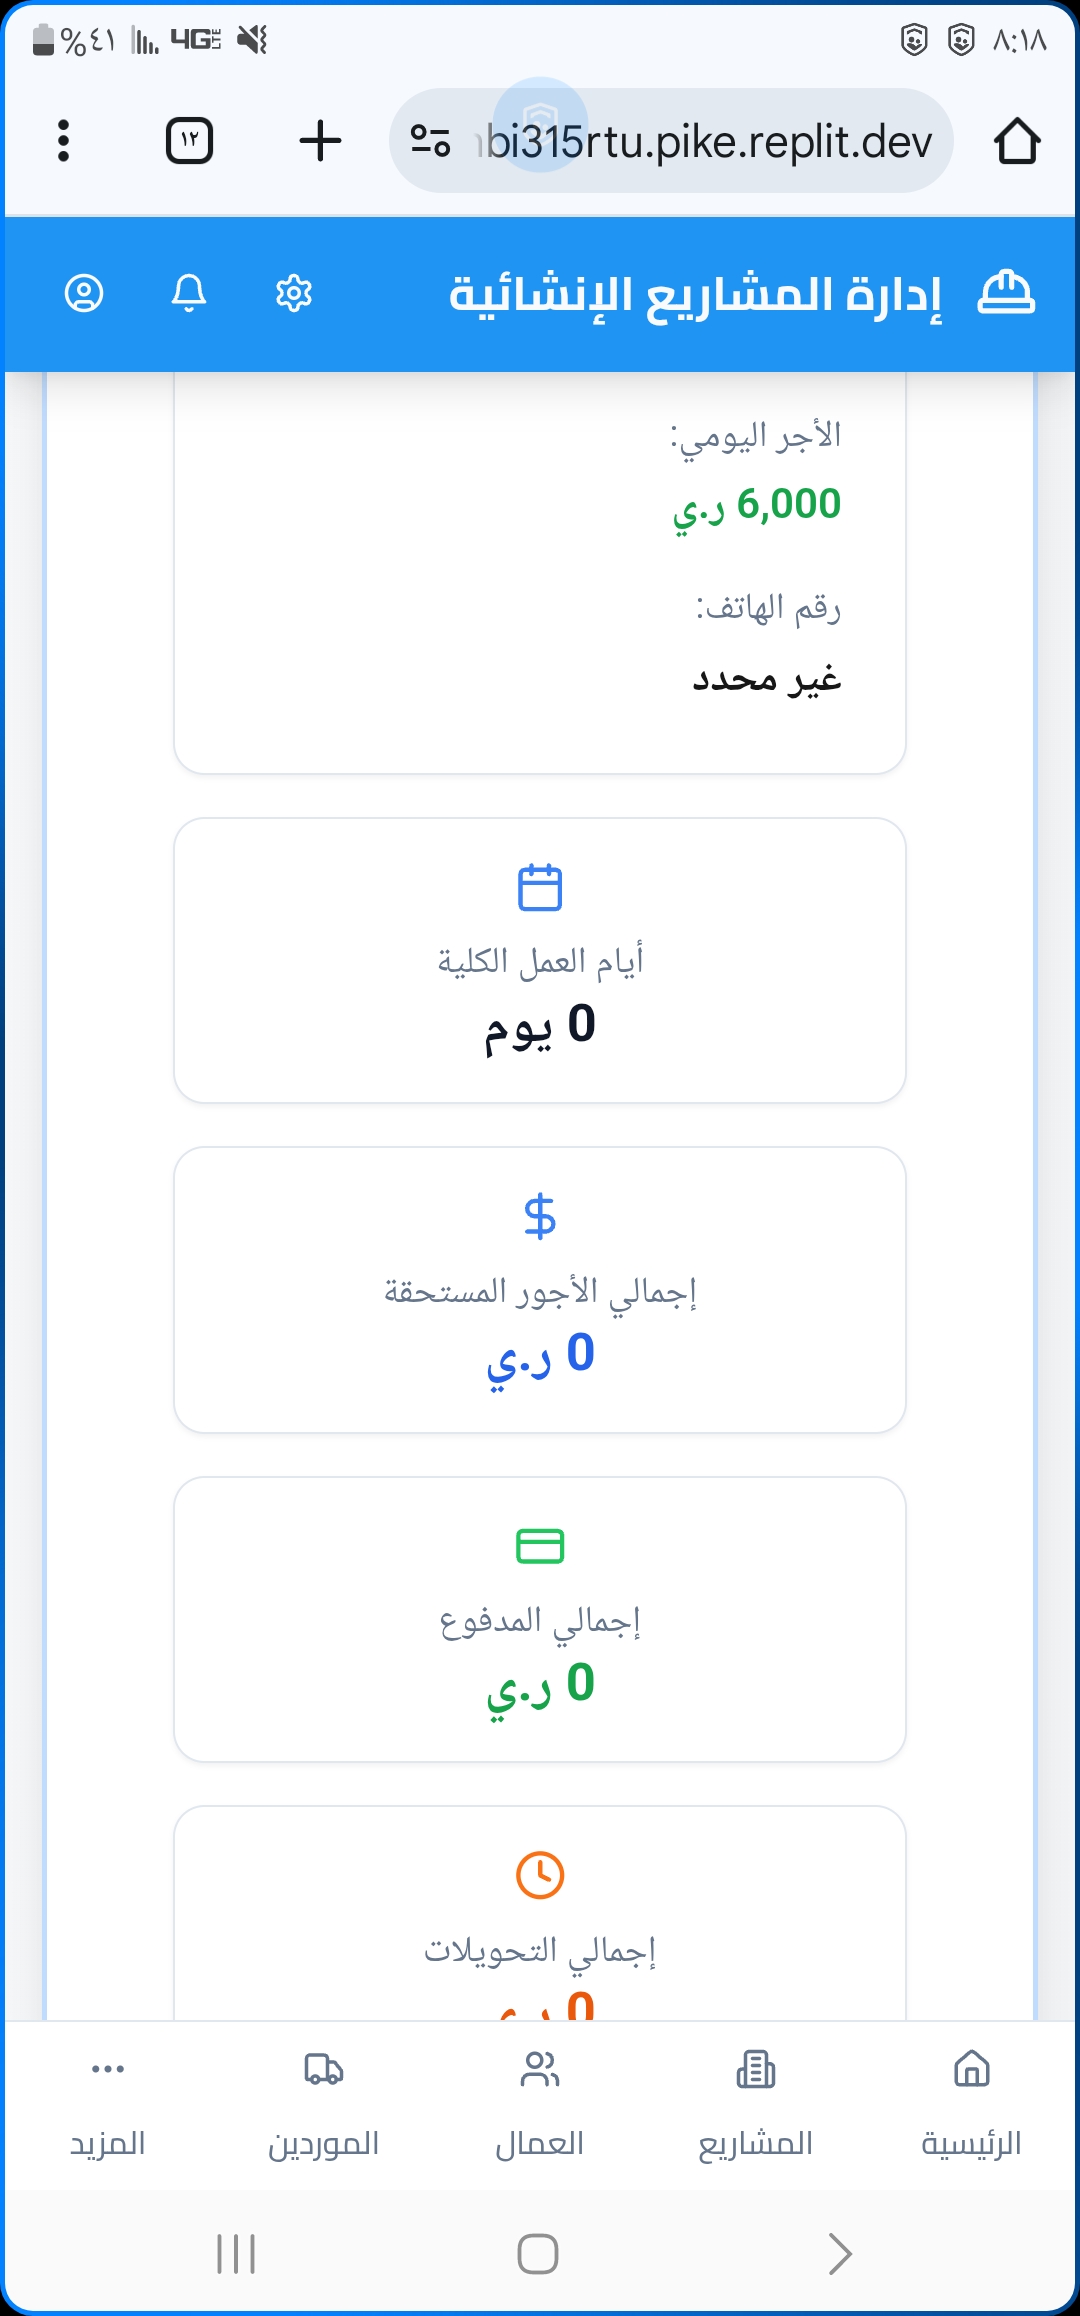 %٤١ 4G LTE ٨:١٨
١٢ bi315rtu.pike.replit.dev
إدارة المشاريع الإنشائية
الأجر اليومي:
6,000 ر.ي
رقم الهاتف:
غير محدد
أيام العمل الكلية
0 يوم
إجمالي الأجور المستحقة
0 ر.ي
إجمالي المدفوع
0 ر.ي
إجمالي التحويلات
0 ر.ي
الرئيسية المشاريع العمال الموردين المزيد